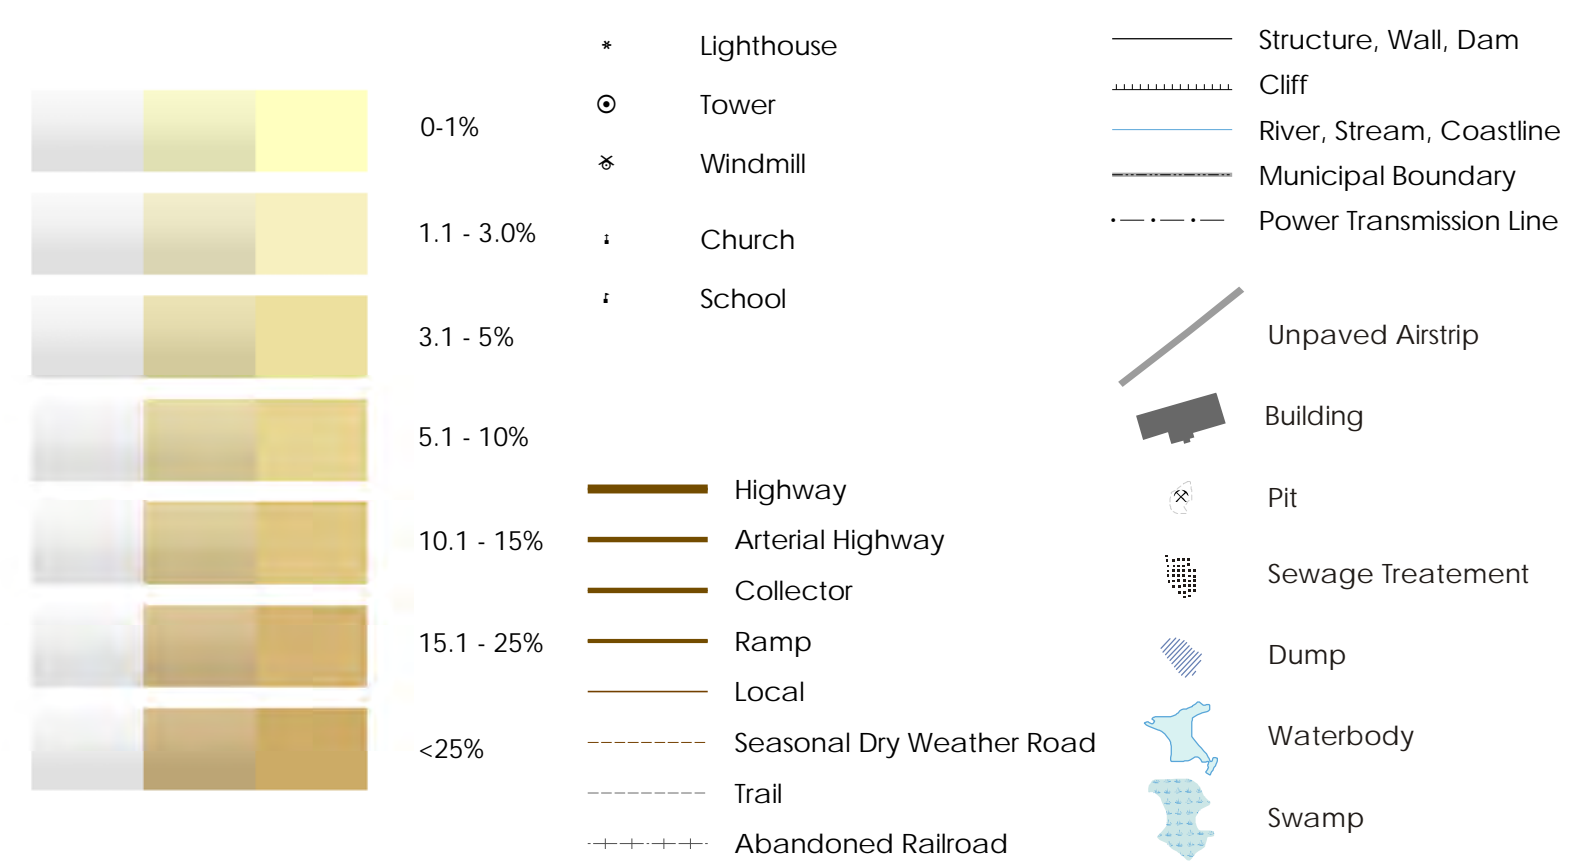 0-1%
1.1 - 3.0%
3.1 - 5%
5.1 - 10%
10.1 - 15%
15.1 - 25%
<25%
Lighthouse
Tower
Windmill
Church
School
Highway
Arterial Highway
Collector
Ramp
Local
Seasonal Dry Weather Road
Trail
Abandoned Railroad
Structure, Wall, Dam
Cliff
River, Stream, Coastline
Municipal Boundary
Power Transmission Line
Unpaved Airstrip
Building
Pit
Sewage Treatement
Dump
Waterbody
Swamp